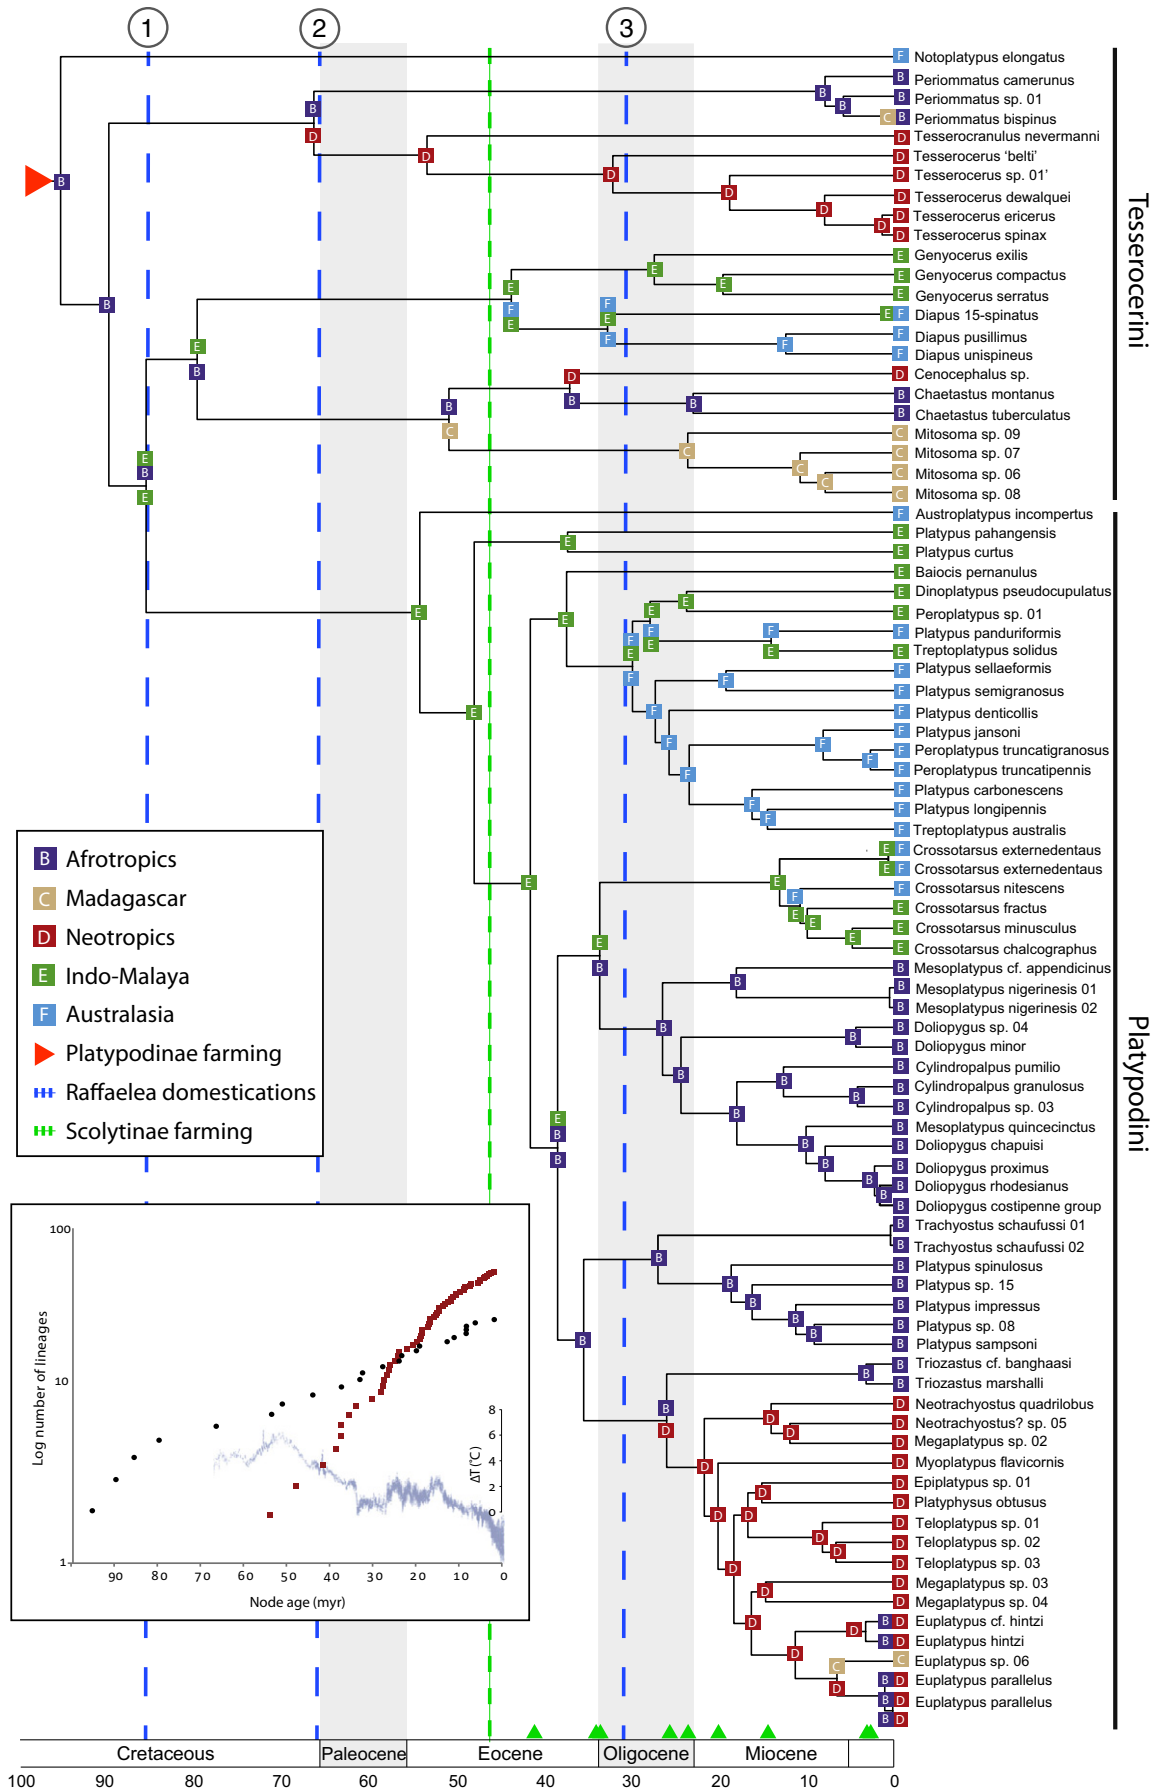 1
2
3
F Notoplatypus elongatus
B Periommatus camerunus
B Periommatus sp. 01
C B Periommatus bispinus
D Tesserocranulus nevermanni
D Tesserocerus ‘belti’
D Tesserocerus sp. 01’
D Tesserocerus dewalquei
D Tesserocerus ericerus
D Tesserocerus spinax
E Genyocerus exilis
E Genyocerus compactus
E Genyocerus serratus
E F Diapus 15-spinatus
F Diapus pusillimus
F Diapus unispineus
D Cenocephalus sp.
B Chaetastus montanus
B Chaetastus tuberculatus
C Mitosoma sp. 09
C Mitosoma sp. 07
C Mitosoma sp. 06
C Mitosoma sp. 08
Tesserocerini
F Austroplatypus incompertus
E Platypus pahangensis
E Platypus curtus
E Baiocis pernanulus
E Dinoplatypus pseudocupulatus
E Peroplatypus sp. 01
F Platypus panduriformis
E Treptoplatypus solidus
F Platypus sellaeformis
F Platypus semigranosus
F Platypus denticollis
F Platypus jansoni
F Peroplatypus truncatigranosus
F Peroplatypus truncatipennis
F Platypus carbonescens
F Platypus longipennis
F Treptoplatypus australis
E F Crossotarsus externedentaus
E F Crossotarsus externedentaus
F Crossotarsus nitescens
E Crossotarsus fractus
E Crossotarsus minusculus
E Crossotarsus chalcographus
B Mesoplatypus cf. appendicinus
B Mesoplatypus nigerinesis 01
B Mesoplatypus nigerinesis 02
B Doliopygus sp. 04
B Doliopygus minor
B Cylindropalpus pumilio
B Cylindropalpus granulosus
B Cylindropalpus sp. 03
B Mesoplatypus quincecinctus
B Doliopygus chapuisi
B Doliopygus proximus
B Doliopygus rhodesianus
B Doliopygus costipenne group
B Trachyostus schaufussi 01
B Trachyostus schaufussi 02
B Platypus spinulosus
B Platypus sp. 15
B Platypus impressus
B Platypus sp. 08
B Platypus sampsoni
B Triozastus cf. banghaasi
B Triozastus marshalli
D Neotrachyostus quadrilobus
D Neotrachyostus? sp. 05
D Megaplatypus sp. 02
D Myoplatypus flavicornis
D Epiplatypus sp. 01
D Platyphysus obtusus
D Teloplatypus sp. 01
D Teloplatypus sp. 02
D Teloplatypus sp. 03
D Megaplatypus sp. 03
D Megaplatypus sp. 04
B D Euplatypus cf. hintzi
B D Euplatypus hintzi
C Euplatypus sp. 06
B D Euplatypus parallelus
B D Euplatypus parallelus
B D
Platypodini
B Afrotropics
C Madagascar
D Neotropics
E Indo-Malaya
F Australasia
Platypodinae farming
Raffaelea domestications
Scolytinae farming
Log number of lineages
100
10
1
ΔT (°C)
8
6
4
2
0
90 80 70 60 50 40 30 20 10 0
Node age (myr)
Cretaceous Paleocene Eocene Oligocene Miocene
100 90 80 70 60 50 40 30 20 10 0